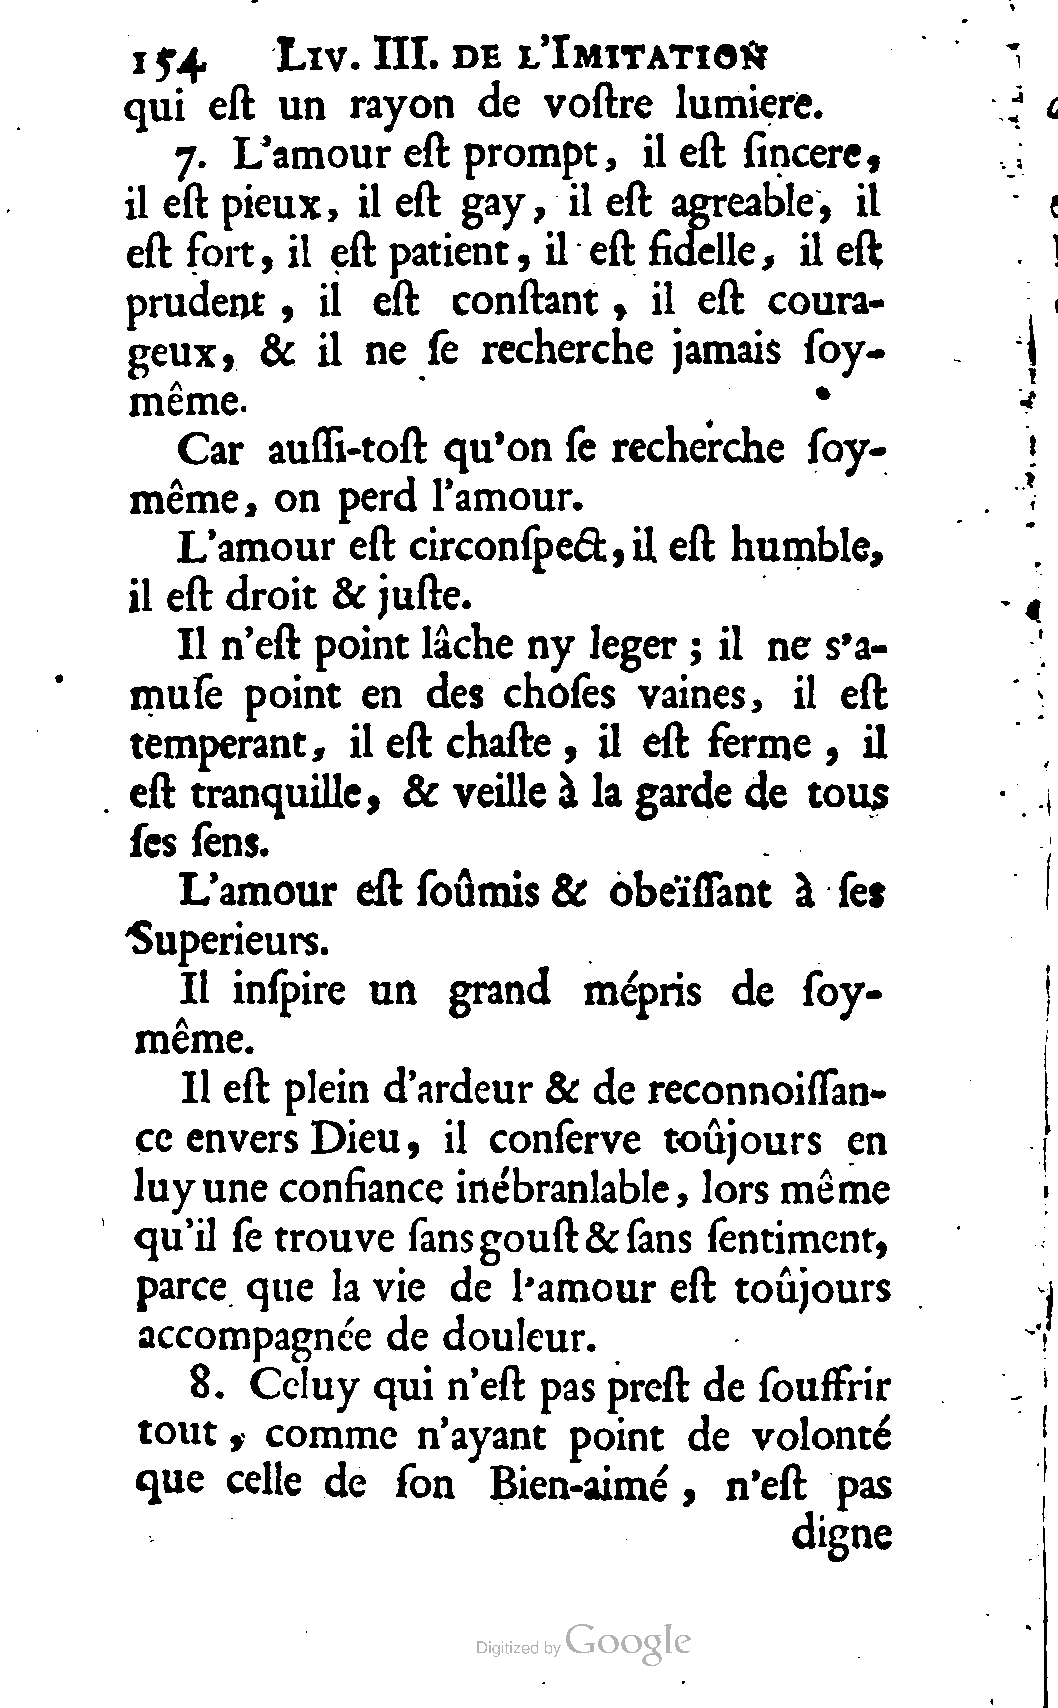 154 LIV. III. DE L'IMITATION
qui eſt un rayon de voſtre lumiere.
7. L'amour eſt prompt, il eſt ſincere,
il eſt pieux, il eſt gay, il eſt agreable, il
eſt fort, il eſt patient, il eſt fidelle, il eſt
prudent, il eſt conſtant, il eſt coura-
geux, & il ne ſe recherche jamais ſoy-
même.
Car auſſi-toſt qu'on ſe recherche ſoy-
même, on perd l'amour.
L'amour eſt circonſpect, il eſt humble,
il eſt droit & juſte.
Il n'eſt point lâche ny leger ; il ne s'a-
muſe point en des choſes vaines, il eſt
temperant, il eſt chaſte, il eſt ferme, il
eſt tranquille, & veille à la garde de tous
ſes ſens.
L'amour eſt ſoûmis & obeïſſant à ſes
Superieurs.
Il inſpire un grand mépris de ſoy-
même.
Il eſt plein d'ardeur & de reconnoiſſan-
ce envers Dieu, il conſerve toûjours en
luy une confiance inébranlable, lors même
qu'il ſe trouve ſans gouſt & ſans ſentiment,
parce que la vie de l'amour eſt toûjours
accompagnée de douleur.
8. Celuy qui n'eſt pas preſt de ſouffrir
tout, comme n'ayant point de volonté
que celle de ſon Bien-aimé, n'eſt pas
digne
Digitized by Google